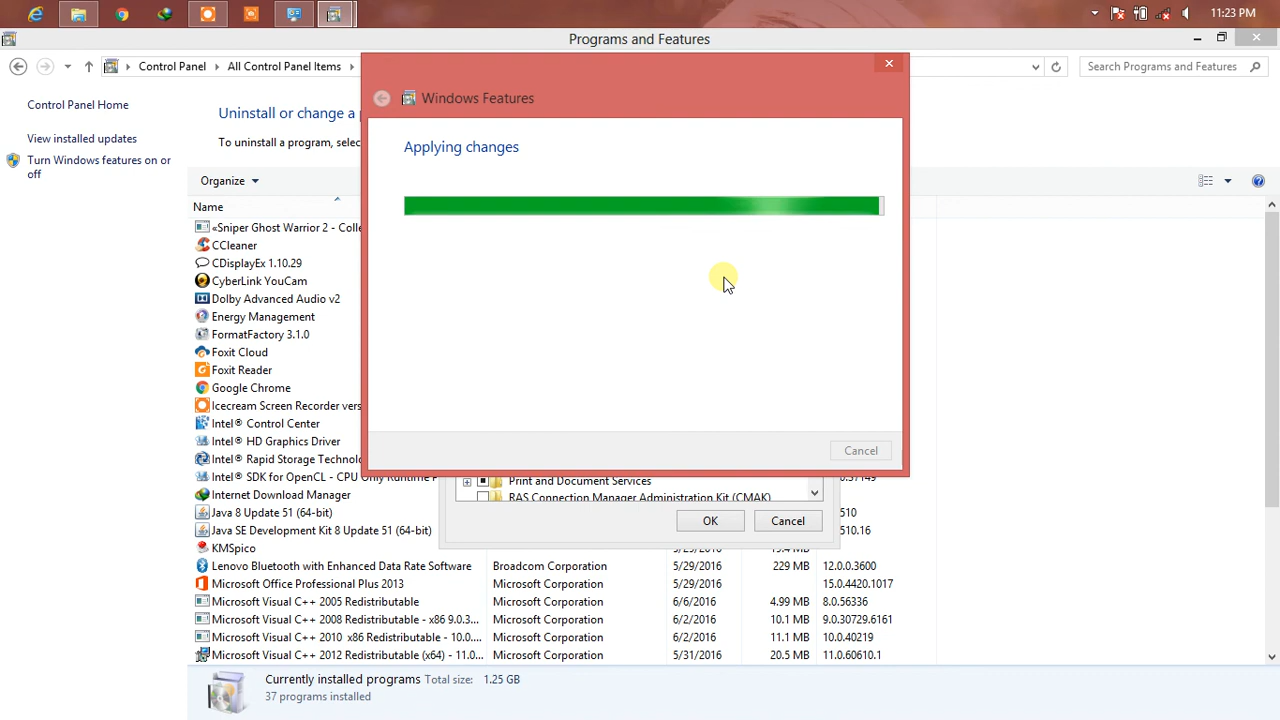 11:23 PM
Programs and Features
Control Panel
All Control Panel Items
Search Programs and Features
Control Panel Home
View installed updates
Turn Windows features on or
off
Uninstall or change a
To uninstall a program, selec
Organize
Name
Windows Features
Applying changes
Cancel
«Sniper Ghost Warrior 2 - Colle
CCleaner
CDisplayEx 1.10.29
CyberLink YouCam
Dolby Advanced Audio v2
Energy Management
FormatFactory 3.1.0
Foxit Cloud
Foxit Reader
Google Chrome
Icecream Screen Recorder vers
Intel® Control Center
Intel® HD Graphics Driver
Intel® Rapid Storage Technolo
Intel® SDK for OpenCL - CPU Only Runtime P
Internet Download Manager
Java 8 Update 51 (64-bit) 510
Java SE Development Kit 8 Update 51 (64-bit) 510.16
KMSpico
Lenovo Bluetooth with Enhanced Data Rate Software Broadcom Corporation 5/29/2016 229 MB 12.0.0.3600
Microsoft Office Professional Plus 2013 Microsoft Corporation 5/29/2016 15.0.4420.1017
Microsoft Visual C++ 2005 Redistributable Microsoft Corporation 6/6/2016 4.99 MB 8.0.56336
Microsoft Visual C++ 2008 Redistributable - x86 9.0.3... Microsoft Corporation 6/2/2016 10.1 MB 9.0.30729.6161
Microsoft Visual C++ 2010 x86 Redistributable - 10.0.... Microsoft Corporation 6/2/2016 11.1 MB 10.0.40219
Microsoft Visual C++ 2012 Redistributable (x64) - 11.0... Microsoft Corporation 5/31/2016 20.5 MB 11.0.60610.1
Print and Document Services
RAS Connection Manager Administration Kit (CMAK)
OK
Cancel
Currently installed programs Total size: 1.25 GB
37 programs installed